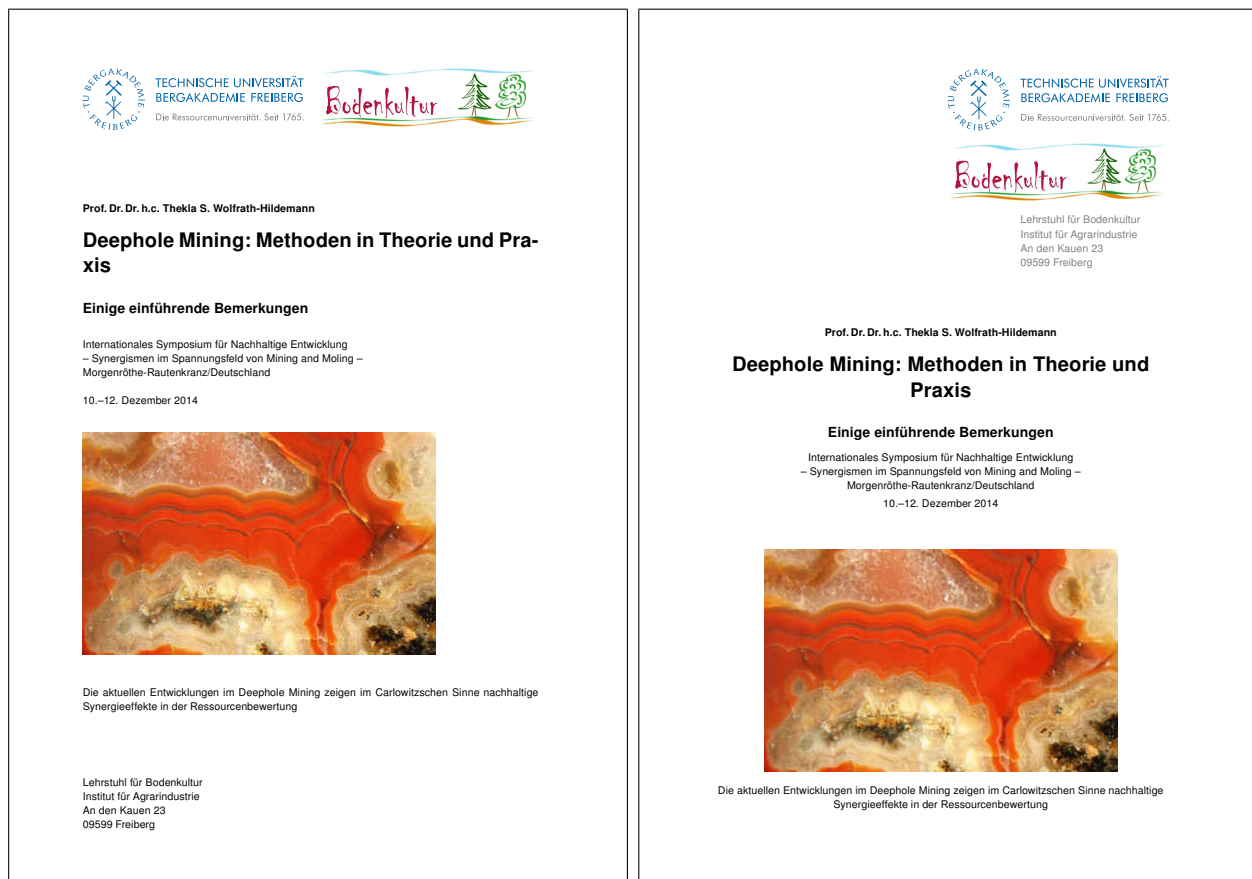 TU BERGAKADEMIE
· FREIBERG ·
TECHNISCHE UNIVERSITÄT
BERGAKADEMIE FREIBERG
Die Ressourcenuniversität. Seit 1765.
Bodenkultur
Prof. Dr. Dr. h.c. Thekla S. Wolfrath-Hildemann
Deephole Mining: Methoden in Theorie und Pra-
xis
Einige einführende Bemerkungen
Internationales Symposium für Nachhaltige Entwicklung
– Synergismen im Spannungsfeld von Mining and Moling –
Morgenröthe-Rautenkranz/Deutschland
10.–12. Dezember 2014
Die aktuellen Entwicklungen im Deephole Mining zeigen im Carlowitzschen Sinne nachhaltige
Synergieeffekte in der Ressourcenbewertung
Lehrstuhl für Bodenkultur
Institut für Agrarindustrie
An den Kauen 23
09599 Freiberg
TU BERGAKADEMIE
· FREIBERG ·
TECHNISCHE UNIVERSITÄT
BERGAKADEMIE FREIBERG
Die Ressourcenuniversität. Seit 1765.
Bodenkultur
Lehrstuhl für Bodenkultur
Institut für Agrarindustrie
An den Kauen 23
09599 Freiberg
Prof. Dr. Dr. h.c. Thekla S. Wolfrath-Hildemann
Deephole Mining: Methoden in Theorie und
Praxis
Einige einführende Bemerkungen
Internationales Symposium für Nachhaltige Entwicklung
– Synergismen im Spannungsfeld von Mining and Moling –
Morgenröthe-Rautenkranz/Deutschland
10.–12. Dezember 2014
Die aktuellen Entwicklungen im Deephole Mining zeigen im Carlowitzschen Sinne nachhaltige
Synergieeffekte in der Ressourcenbewertung